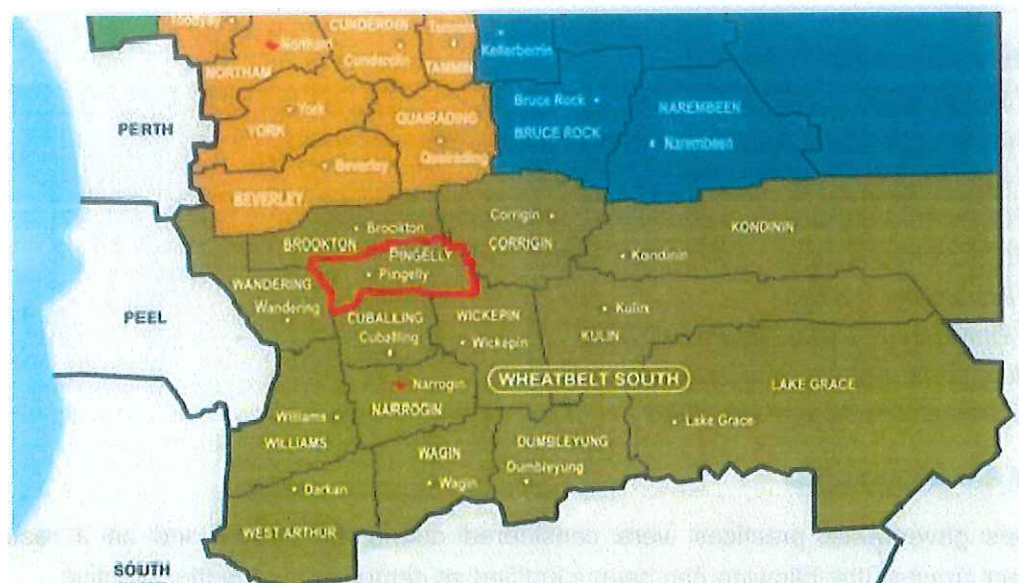 Toodyay
CUNDERDIN
Tammin
Northam
Cunderdin
Kellerberrin
NORTHAM
TAMMIN
York
Bruce Rock
NAREMBEEN
PERTH
YORK
QUAIRADING
BRUCE ROCK
Narembeen
Beverley
Quairading
BEVERLEY
Corrigin
Brookton
KONDININ
BROOKTON
PINGELLY
CORRIGIN
Kondinin
Pingelly
WANDERING
Wandering
PEEL
CUBALLING
WICKEPIN
Kulin
Cuballing
Wickepin
KULIN
WHEATBELT SOUTH
Narrogin
LAKE GRACE
NARROGIN
Williams
Lake Grace
WILLIAMS
WAGIN
DUMBLEYUNG
Dumbleyung
Darkan
Wagin
WEST ARTHUR
SOUTH